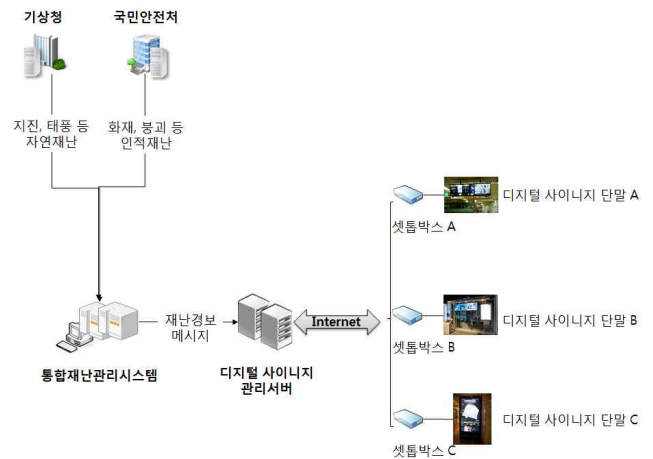 기상청
국민안전처
지진, 태풍 등
자연재난
화재, 붕괴 등
인적재난
디지털 사이니지 단말 A
셋톱박스 A
재난경보
메시지
Internet
디지털 사이니지 단말 B
셋톱박스 B
통합재난관리시스템
디지털 사이니지
관리서버
디지털 사이니지 단말 C
셋톱박스 C